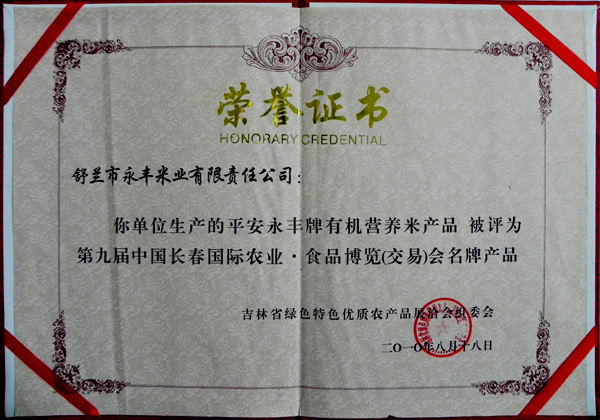 荣誉证书
HONORARY CREDENTIAL
舒兰市永丰米业有限责任公司：
你单位生产的平安永丰牌有机营养米产品 被评为
第九届中国长春国际农业·食品博览(交易)会名牌产品
吉林省绿色特色优质农产品展洽会组委会
二〇一〇年八月十八日